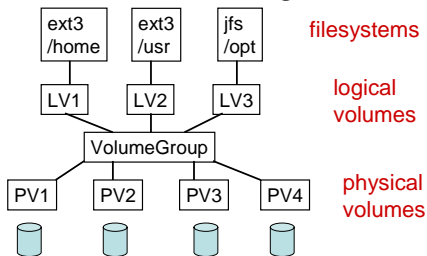 ext3 ext3 jfs filesystems
/home /usr /opt
LV1 LV2 LV3 logical
volumes
VolumeGroup
PV1 PV2 PV3 PV4 physical
volumes